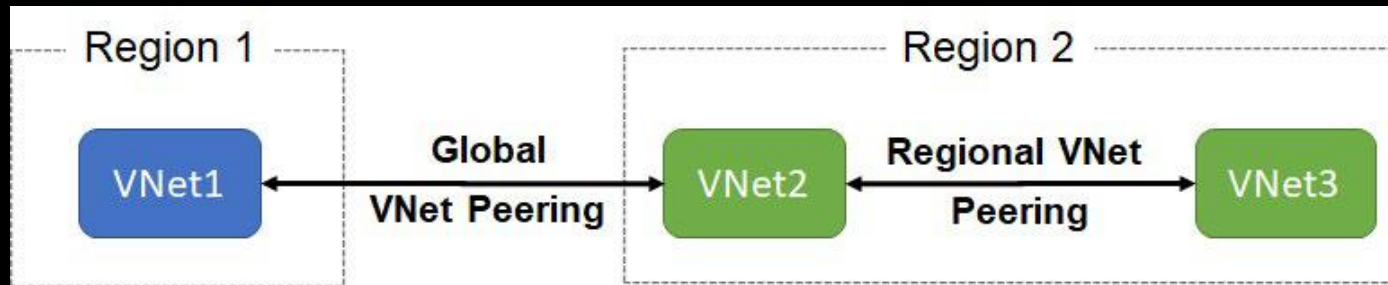 Region 1
Region 2
VNet1
Global
VNet Peering
VNet2
Regional VNet
Peering
VNet3